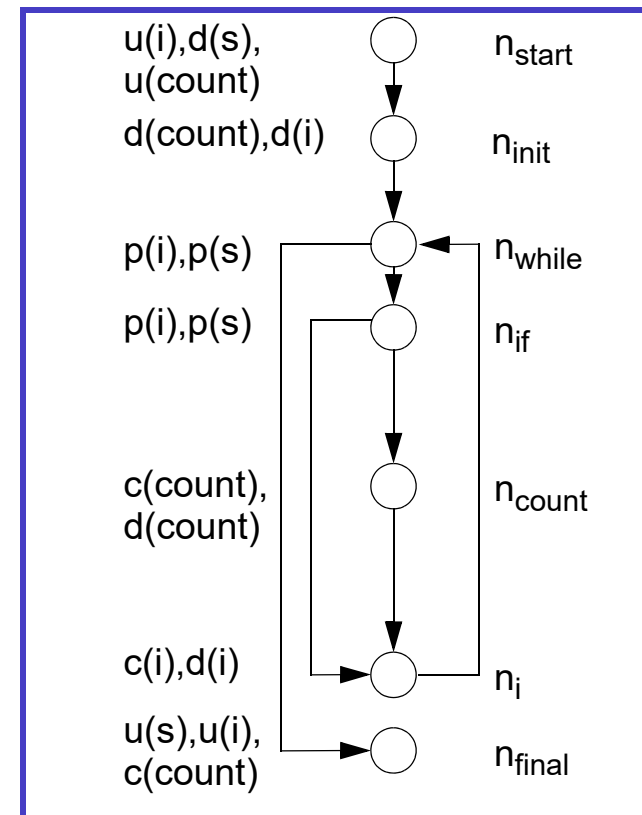 u(i),d(s),
u(count)
n_start
d(count),d(i)
n_init
p(i),p(s)
n_while
p(i),p(s)
n_if
c(count),
d(count)
n_count
c(i),d(i)
n_i
u(s),u(i),
c(count)
n_final